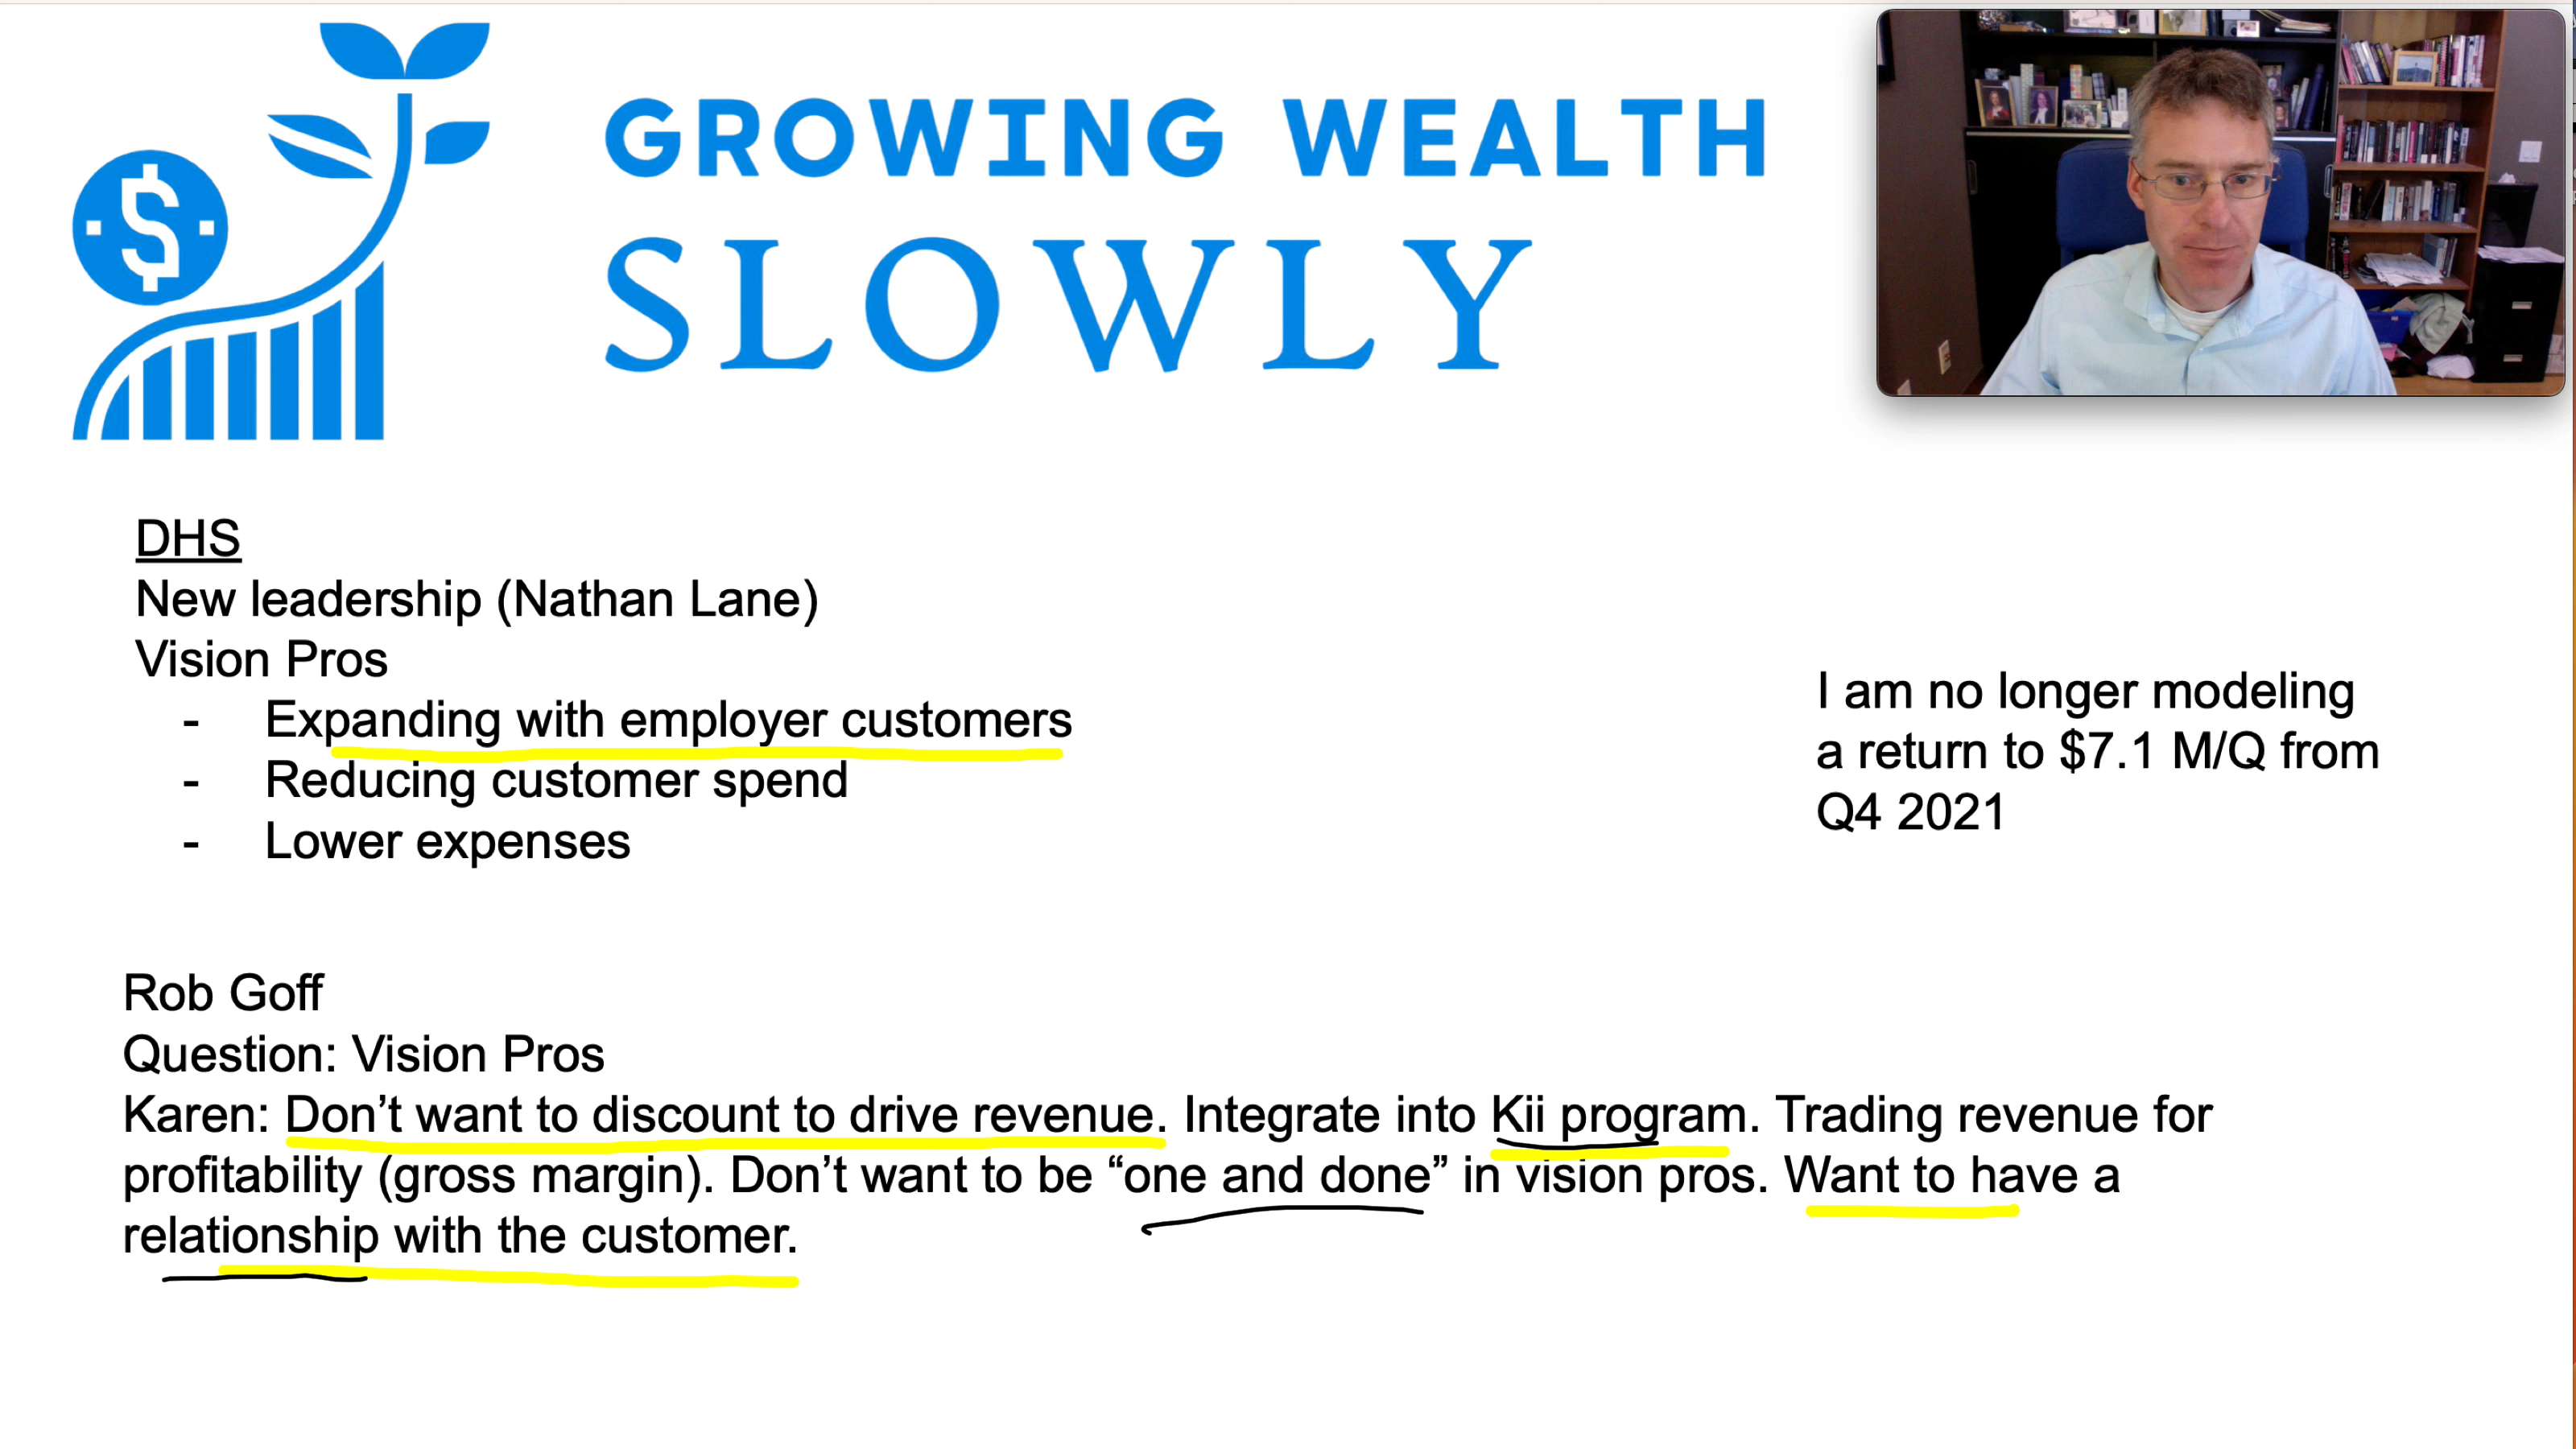 GROWING WEALTH
SLOWLY
DHS
New leadership (Nathan Lane)
Vision Pros
- Expanding with employer customers
- Reducing customer spend
- Lower expenses
I am no longer modeling
a return to $7.1 M/Q from
Q4 2021
Rob Goff
Question: Vision Pros
Karen: Don’t want to discount to drive revenue. Integrate into Kii program. Trading revenue for
profitability (gross margin). Don’t want to be “one and done” in vision pros. Want to have a
relationship with the customer.